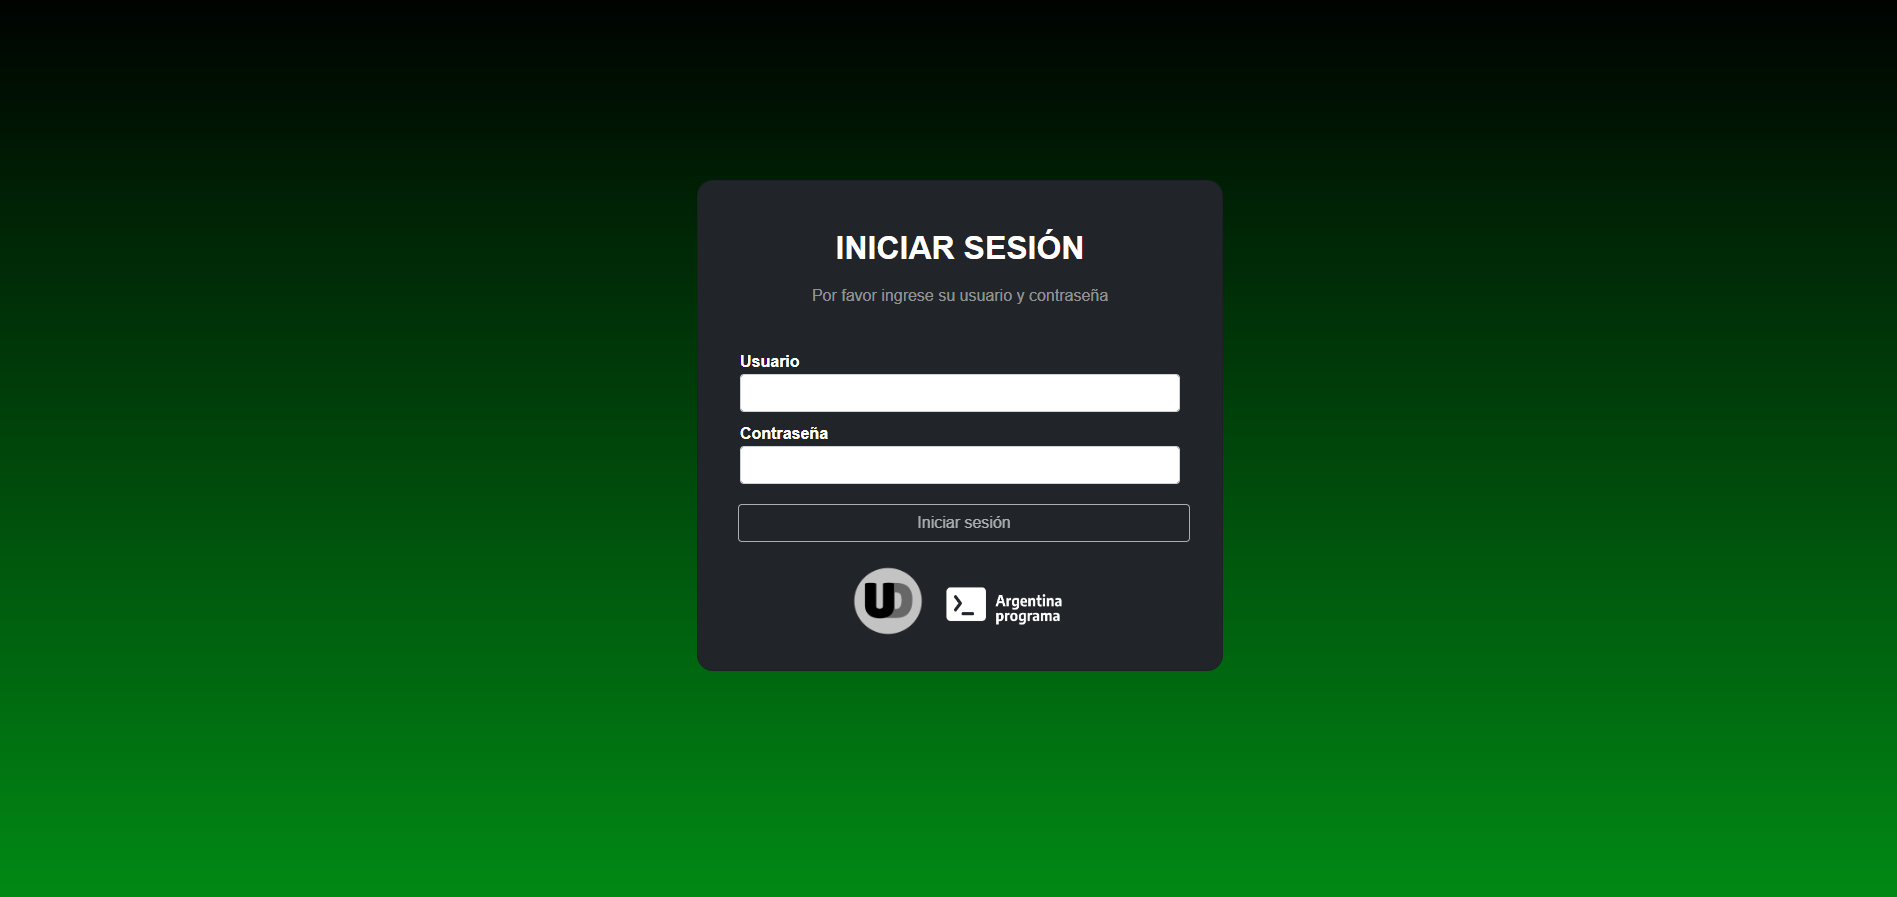 INICIAR SESIÓN
Por favor ingrese su usuario y contraseña
Usuario
Contraseña
Iniciar sesión
UD
Argentina
programa